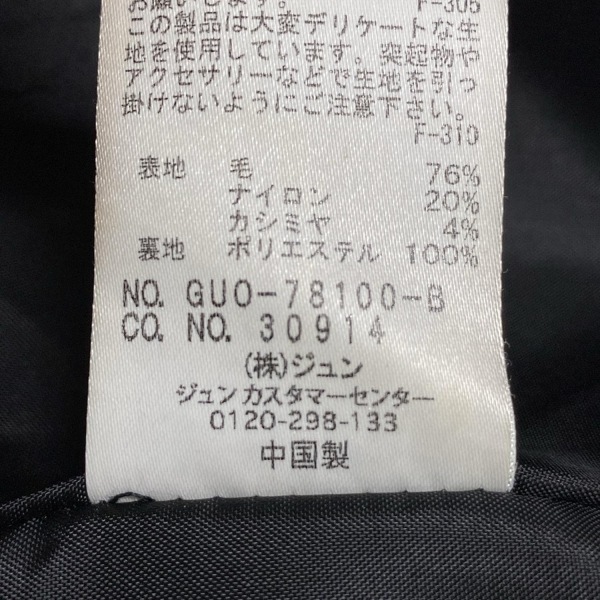 お願いします。 F-305
この製品は大変デリケートな生
地を使用しています。突起な物や
アクセサリーなどで生地を引っ
掛けないようにご注意下さい。
F-310
表地 毛 76%
ナイロン 20%
カシミヤ 4%
裏地 ポリエステル 100%
NO. GUO-78100-B
CO. NO. 30914
(株)ジュン
ジュンカスタマーセンター
0120-298-133
中国製